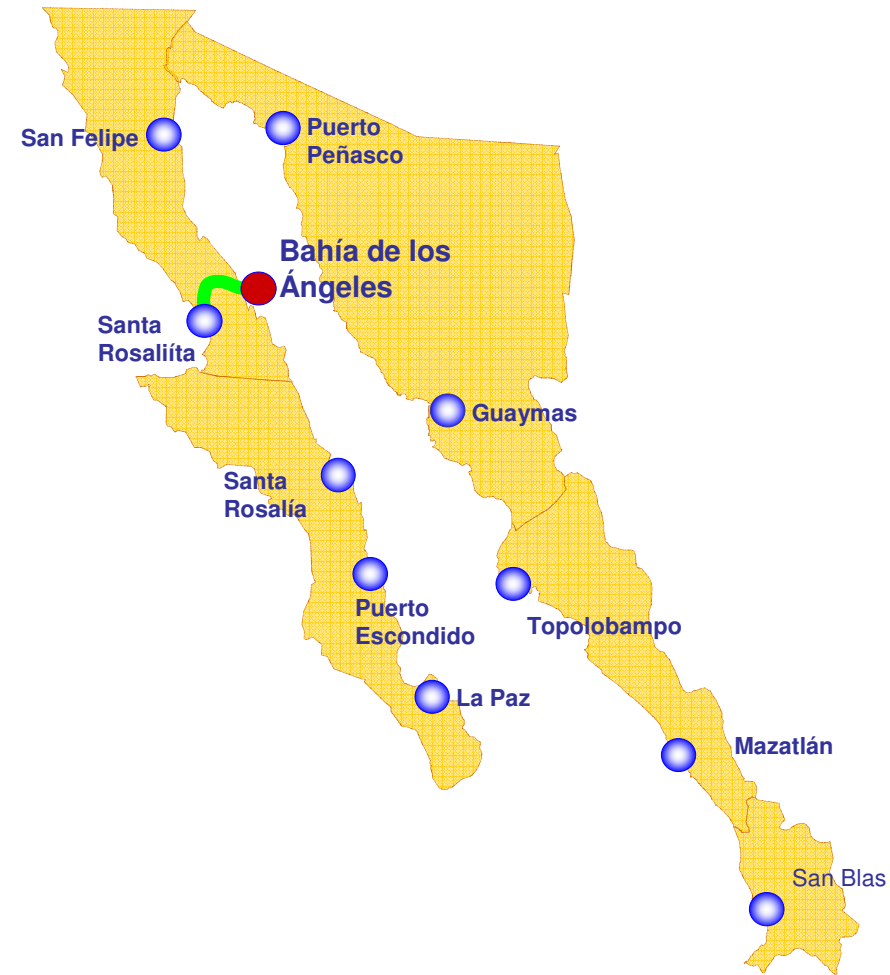 San Felipe
Puerto
Peñasco
Bahía de los
Ángeles
Santa
Rosaliíta
Guaymas
Santa
Rosalía
Puerto
Escondido
Topolobampo
La Paz
Mazatlán
San Blas